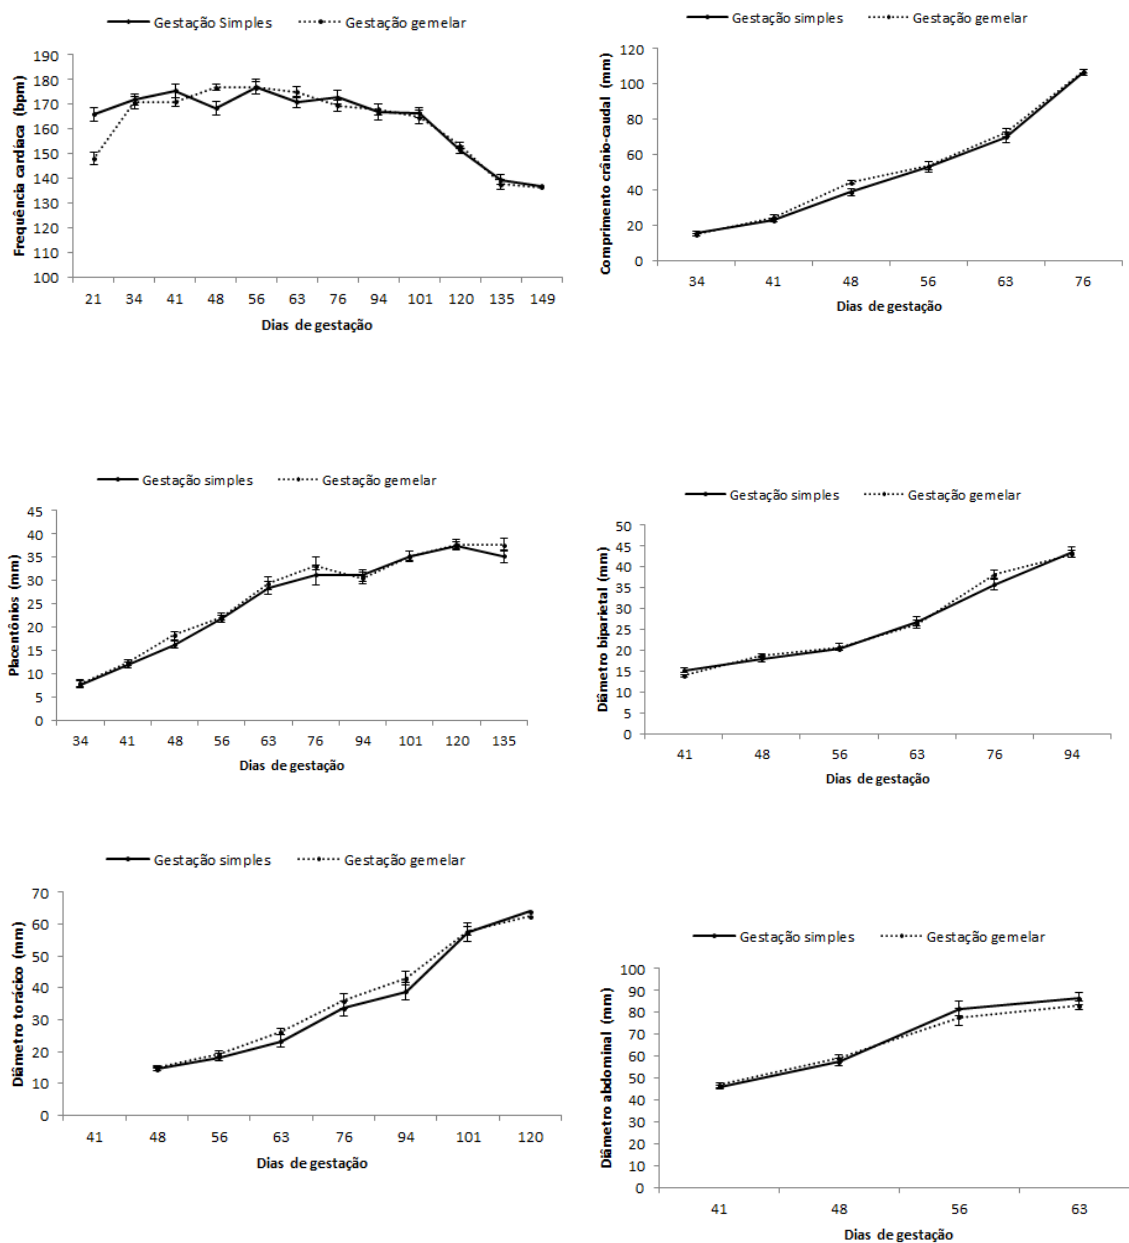 Gestação Simples Gestação gemelar
Frequência cardíaca (bpm)
190
180
170
160
150
140
130
120
110
100
21 34 41 48 56 63 76 94 101 120 135 149
Dias de gestação
Gestação simples Gestação gemelar
Comprimento crânio-caudal (mm)
120
100
80
60
40
20
0
34 41 48 56 63 76
Dias de gestação
Gestação simples Gestação gemelar
Placentônios (mm)
45
40
35
30
25
20
15
10
5
0
34 41 48 56 63 76 94 101 120 135
Dias de gestação
Gestação simples Gestação gemelar
Diâmetro biparietal (mm)
50
45
40
35
30
25
20
15
10
5
0
41 48 56 63 76 94
Dias de gestação
Gestação simples Gestação gemelar
Diâmetro torácico (mm)
70
60
50
40
30
20
10
0
41 48 56 63 76 94 101 120
Dias de gestação
Gestação simples Gestação gemelar
Diâmetro abdominal (mm)
100
90
80
70
60
50
40
30
20
10
0
41 48 56 63
Dias de gestação